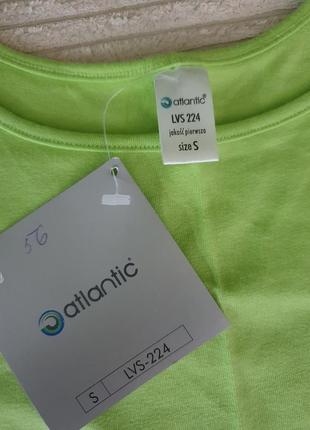 atlantic®
LVS 224
jakość pierwsza
size S
56
atlantic®
S LVS-224